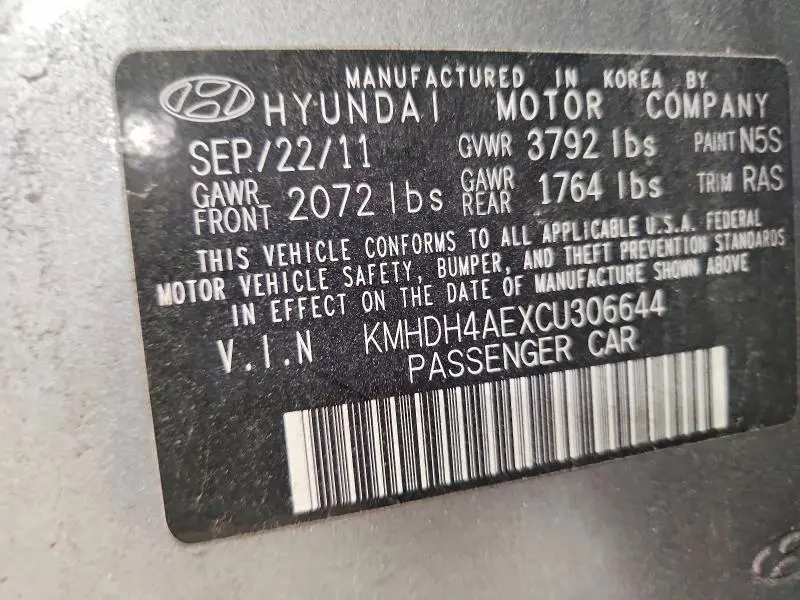 MANUFACTURED IN KOREA BY
HYUNDAI MOTOR COMPANY
SEP/22/11 GVWR 3792 lbs PAINT N5S
GAWR FRONT 2072 lbs GAWR REAR 1764 lbs TRIM RAS
THIS VEHICLE CONFORMS TO ALL APPLICABLE U.S.A. FEDERAL
MOTOR VEHICLE SAFETY, BUMPER, AND THEFT PREVENTION STANDARDS
IN EFFECT ON THE DATE OF MANUFACTURE SHOWN ABOVE
V.I.N KMHDH4AEXCU306644
PASSENGER CAR